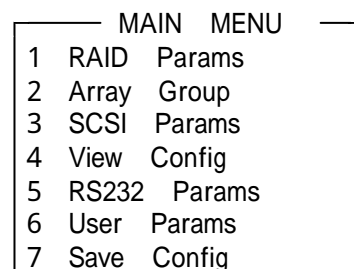 MAIN MENU
1 RAID Params
2 Array Group
3 SCSI Params
4 View Config
5 RS232 Params
6 User Params
7 Save Config